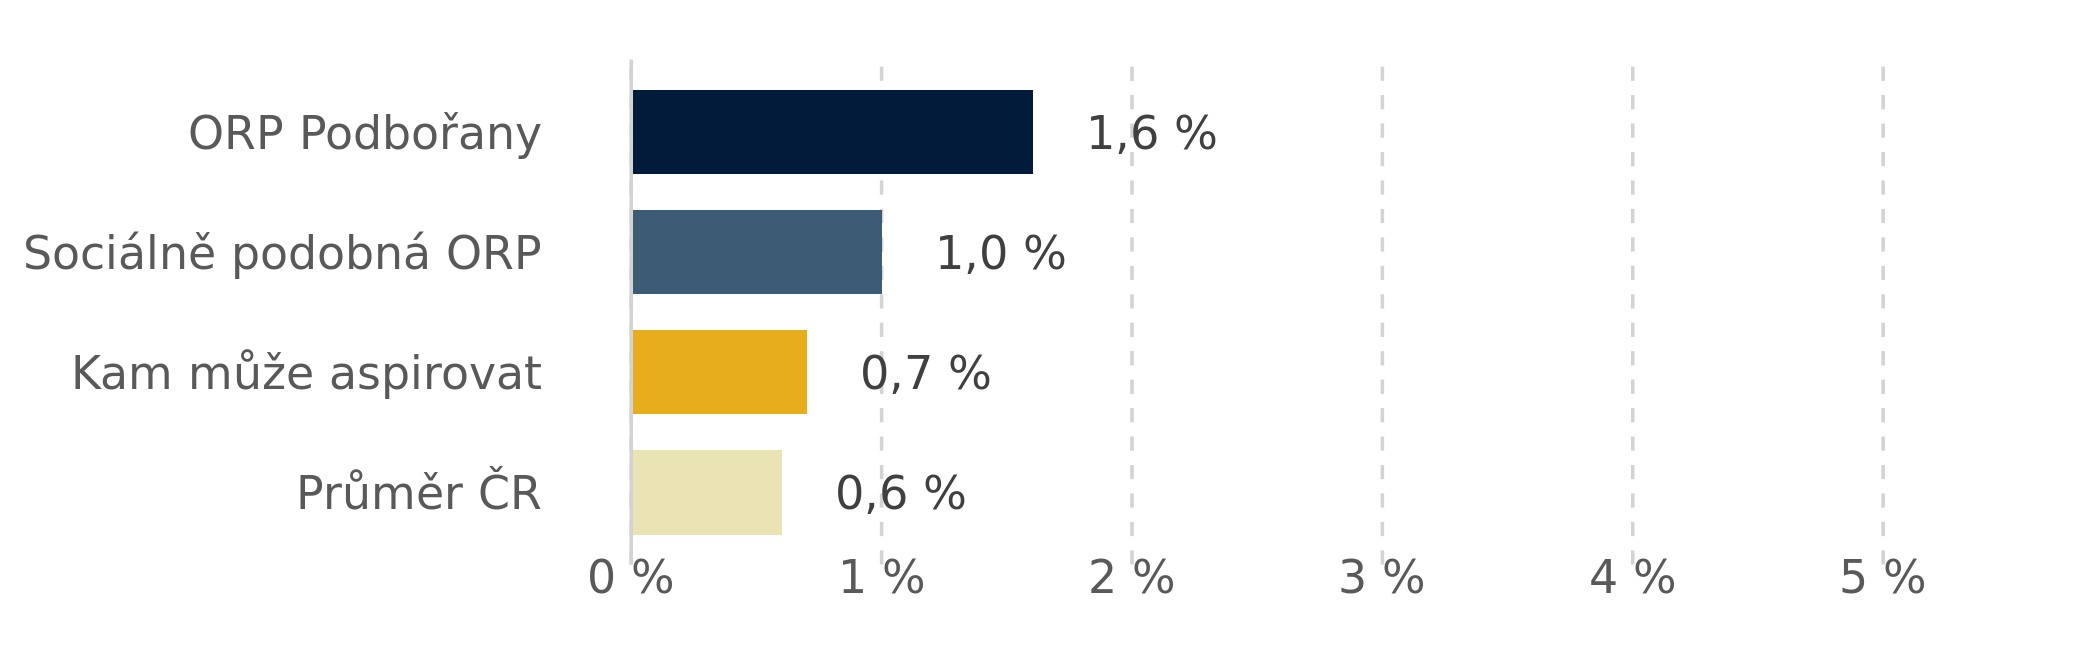 ORP Podbořany
1,6 %
Sociálně podobná ORP
1,0 %
Kam může aspirovat
0,7 %
Průměr ČR
0,6 %
0 %
1 %
2 %
3 %
4 %
5 %